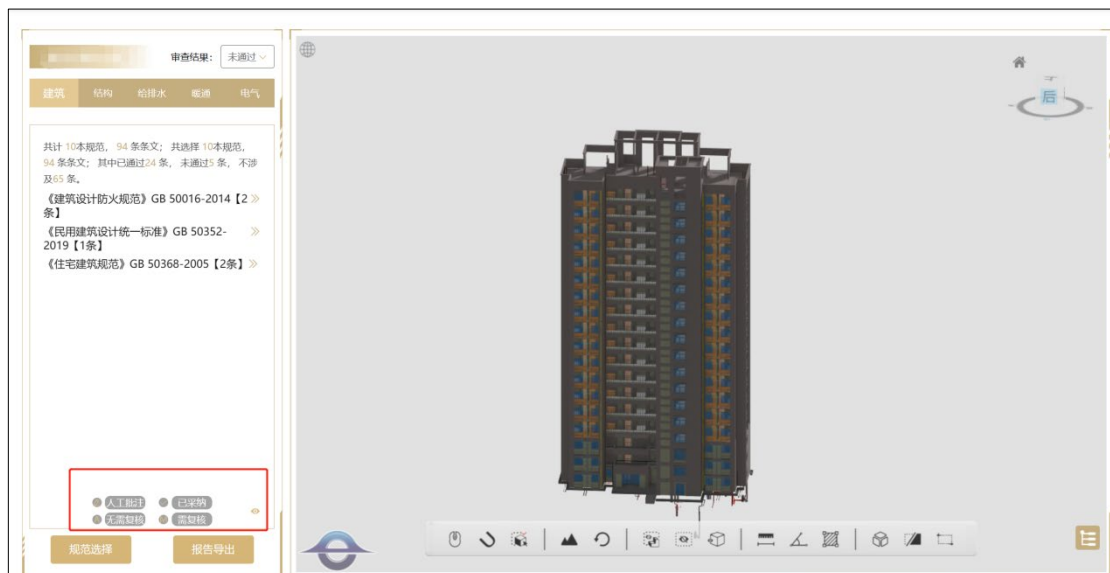 审查结果： 未通过
建筑 结构 给排水 暖通 电气
共计 10本规范， 94 条条文； 共选择 10本规范，
94 条条文； 其中已通过24 条， 未通过5 条， 不涉
及65 条。
《建筑设计防火规范》GB 50016-2014【2
条】
《民用建筑设计统一标准》GB 50352-
2019【1条】
《住宅建筑规范》GB 50368-2005【2条】
人工批注 已采纳
无需复核 需复核
规范选择 报告导出
后